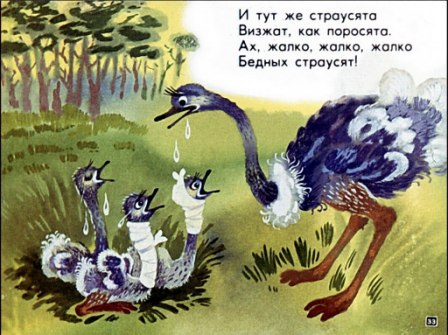 И тут же страусята
Визжат, как поросята.
Ах, жалко, жалко, жалко
Бедных страусят!
33